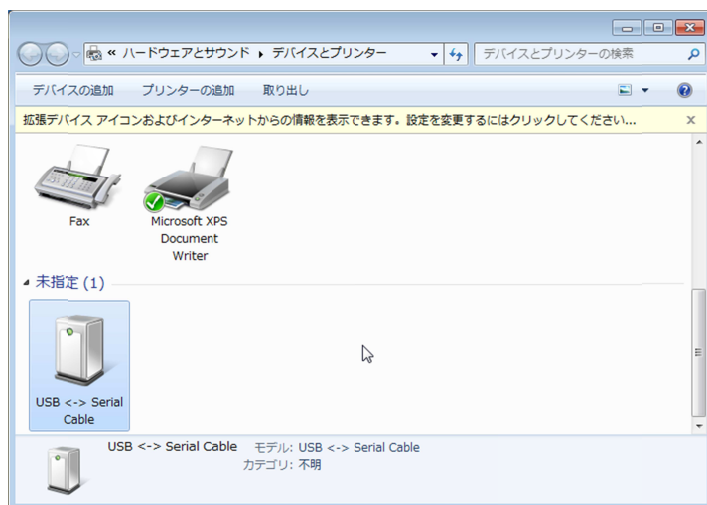 « ハードウェアとサウンド ▸ デバイスとプリンター
デバイスとプリンターの検索
デバイスの追加 プリンターの追加 取り出し
拡張デバイス アイコンおよびインターネットからの情報を表示できます。設定を変更するにはクリックしてください...
Fax
Microsoft XPS
Document
Writer
未指定 (1)
USB <-> Serial
Cable
USB <-> Serial Cable モデル: USB <-> Serial Cable
カテゴリ: 不明